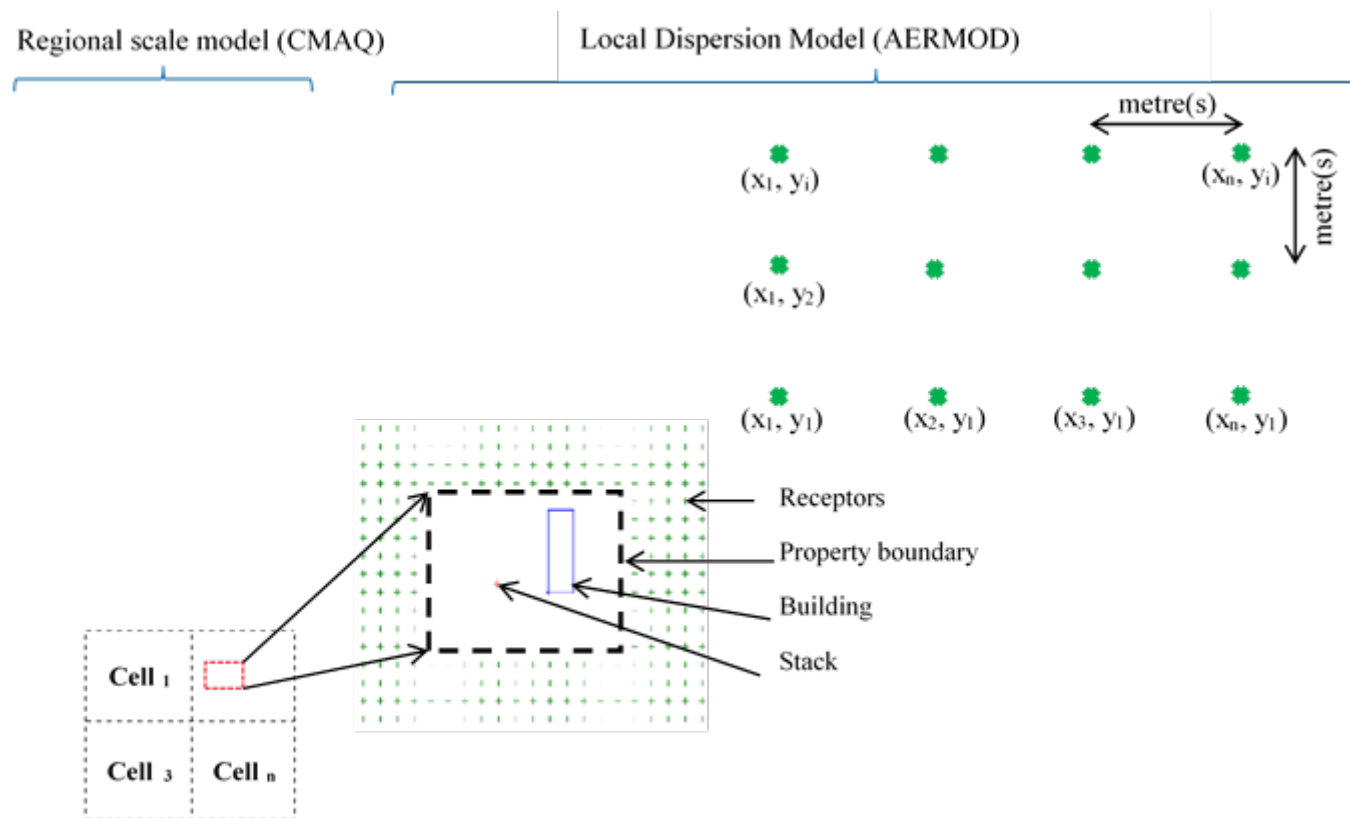 Regional scale model (CMAQ)
Local Dispersion Model (AERMOD)
metre(s)
metre(s)
(x₁, yᵢ)
(xₙ, yᵢ)
(x₁, y₂)
(x₁, y₁)
(x₂, y₁)
(x₃, y₁)
(xₙ, y₁)
Receptors
Property boundary
Building
Stack
Cell ₁
Cell ₃
Cell ₙ